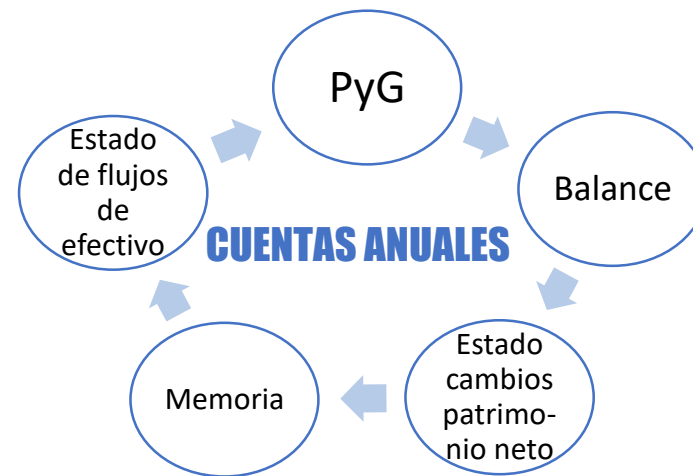 PyG
Balance
Estado
cambios
patrimo-
nio neto
Memoria
Estado
de flujos
de
efectivo
CUENTAS ANUALES